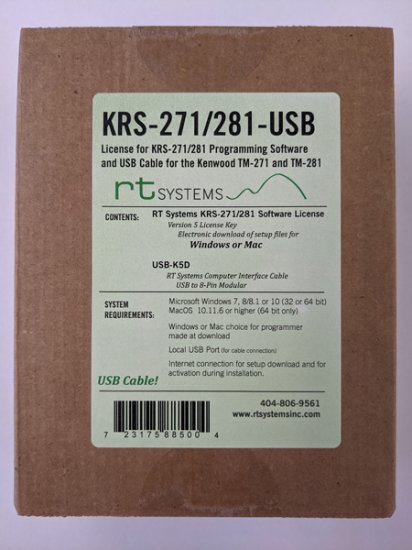 KRS-271/281-USB
License for KRS-271/281 Programming Software
and USB Cable for the Kenwood TM-271 and TM-281
rt SYSTEMS
CONTENTS: RT Systems KRS-271/281 Software License
Version 5 License Key
Electronic download of setup files for
Windows or Mac
USB-K5D
RT Systems Computer Interface Cable
USB to 8-Pin Modular
SYSTEM REQUIREMENTS:
Microsoft Windows 7, 8/8.1 or 10 (32 or 64 bit)
MacOS 10.11.6 or higher (64 bit only)
Windows or Mac choice for programmer
made at download
Local USB Port (for cable connection)
Internet connection for setup download and for
activation during installation.
USB Cable!
7 23175 88500 4
404-806-9561
www.rtsystemsinc.com